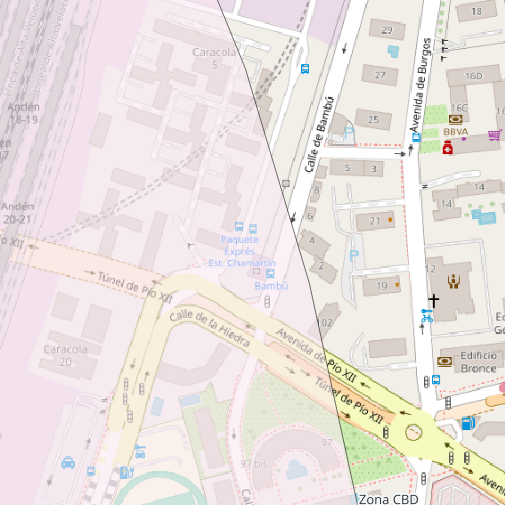 18
29
Caracola
5
27
16D
Avenida de Burgos
Andén
18-19
16C
Calle de Bambú
25
BBVA
17
5
3
8
14
Andén
20-21
6
14
21
Pío XII
4
Paquete
Exprés
Est. Chamartín
2
12
Túnel de Pío XII
Bambú
19
Calle de la Hiedra
102
Avenida de Pío XII
Caracola
20
Edificio
Bronce
Túnel de Pío XII
97
97 bis
Zona CBD